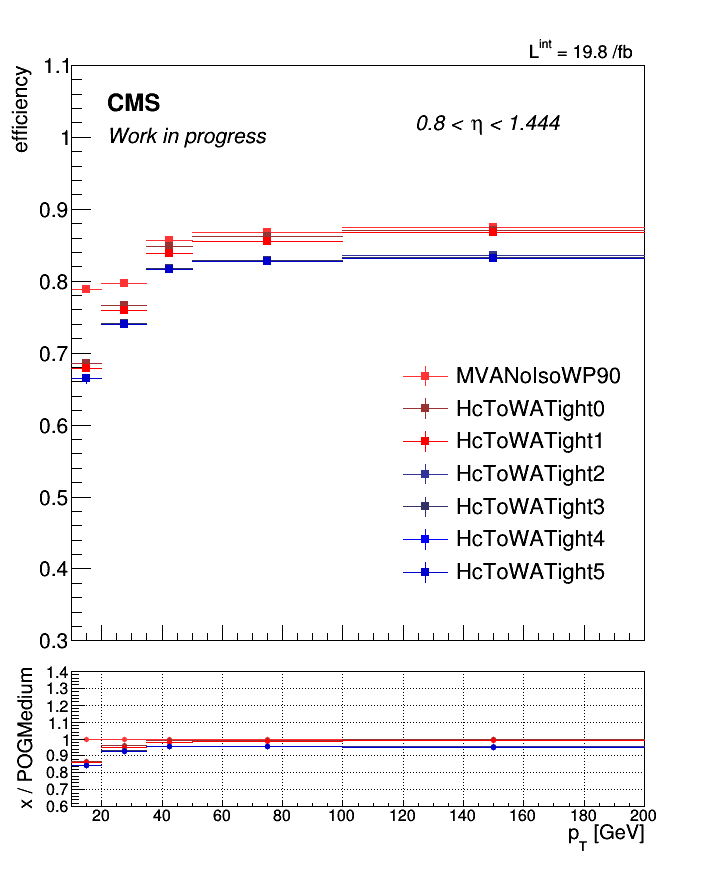 L^int = 19.8 /fb
efficiency
1.1
CMS
Work in progress
0.8 < η < 1.444
1
0.9
0.8
0.7
0.6
0.5
0.4
0.3
MVANoIsoWP90
HcToWATight0
HcToWATight1
HcToWATight2
HcToWATight3
HcToWATight4
HcToWATight5
x / POGMedium
1.4
1.3
1.2
1.1
1
0.9
0.8
0.7
0.6
20 40 60 80 100 120 140 160 180 200
p_T [GeV]